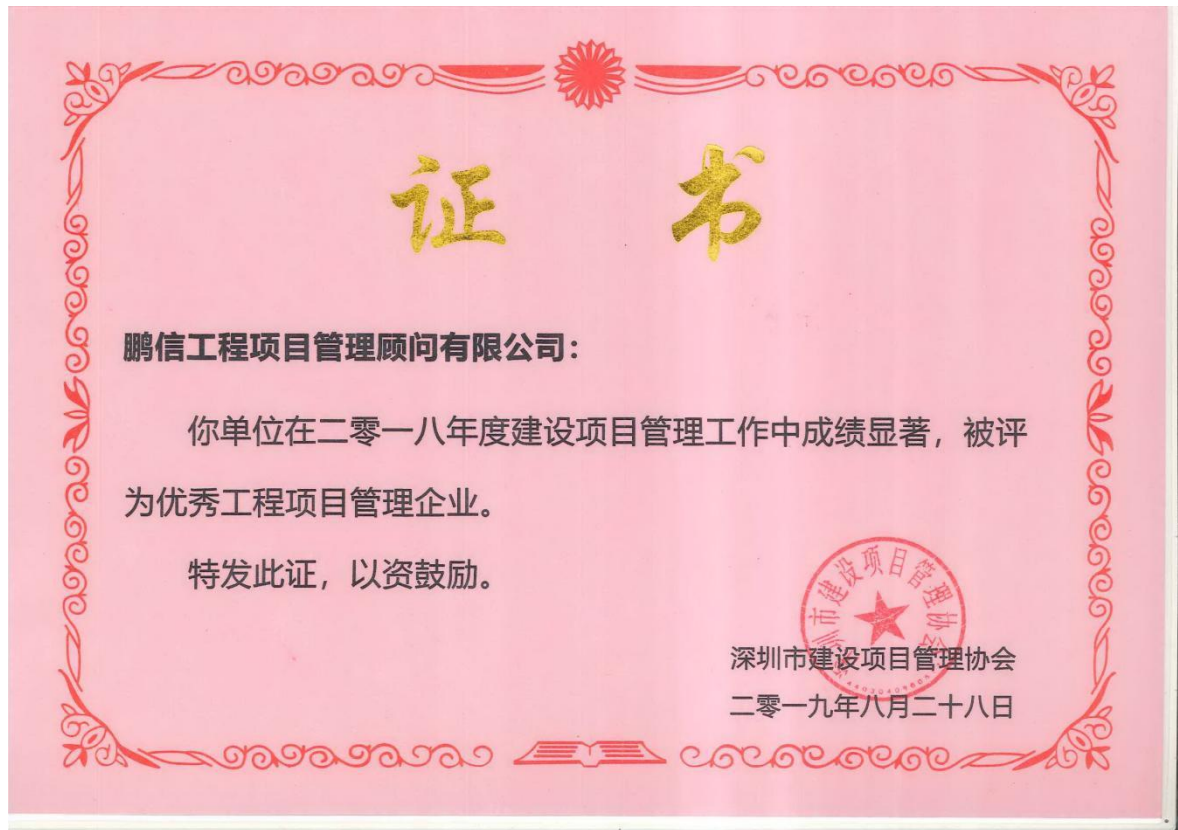 证 书
鹏信工程项目管理顾问有限公司：
你单位在二零一八年度建设项目管理工作中成绩显著，被评
为优秀工程项目管理企业。
特发此证，以资鼓励。
深圳市建设项目管理协会
深圳市建设项目管理协会
二零一九年八月二十八日